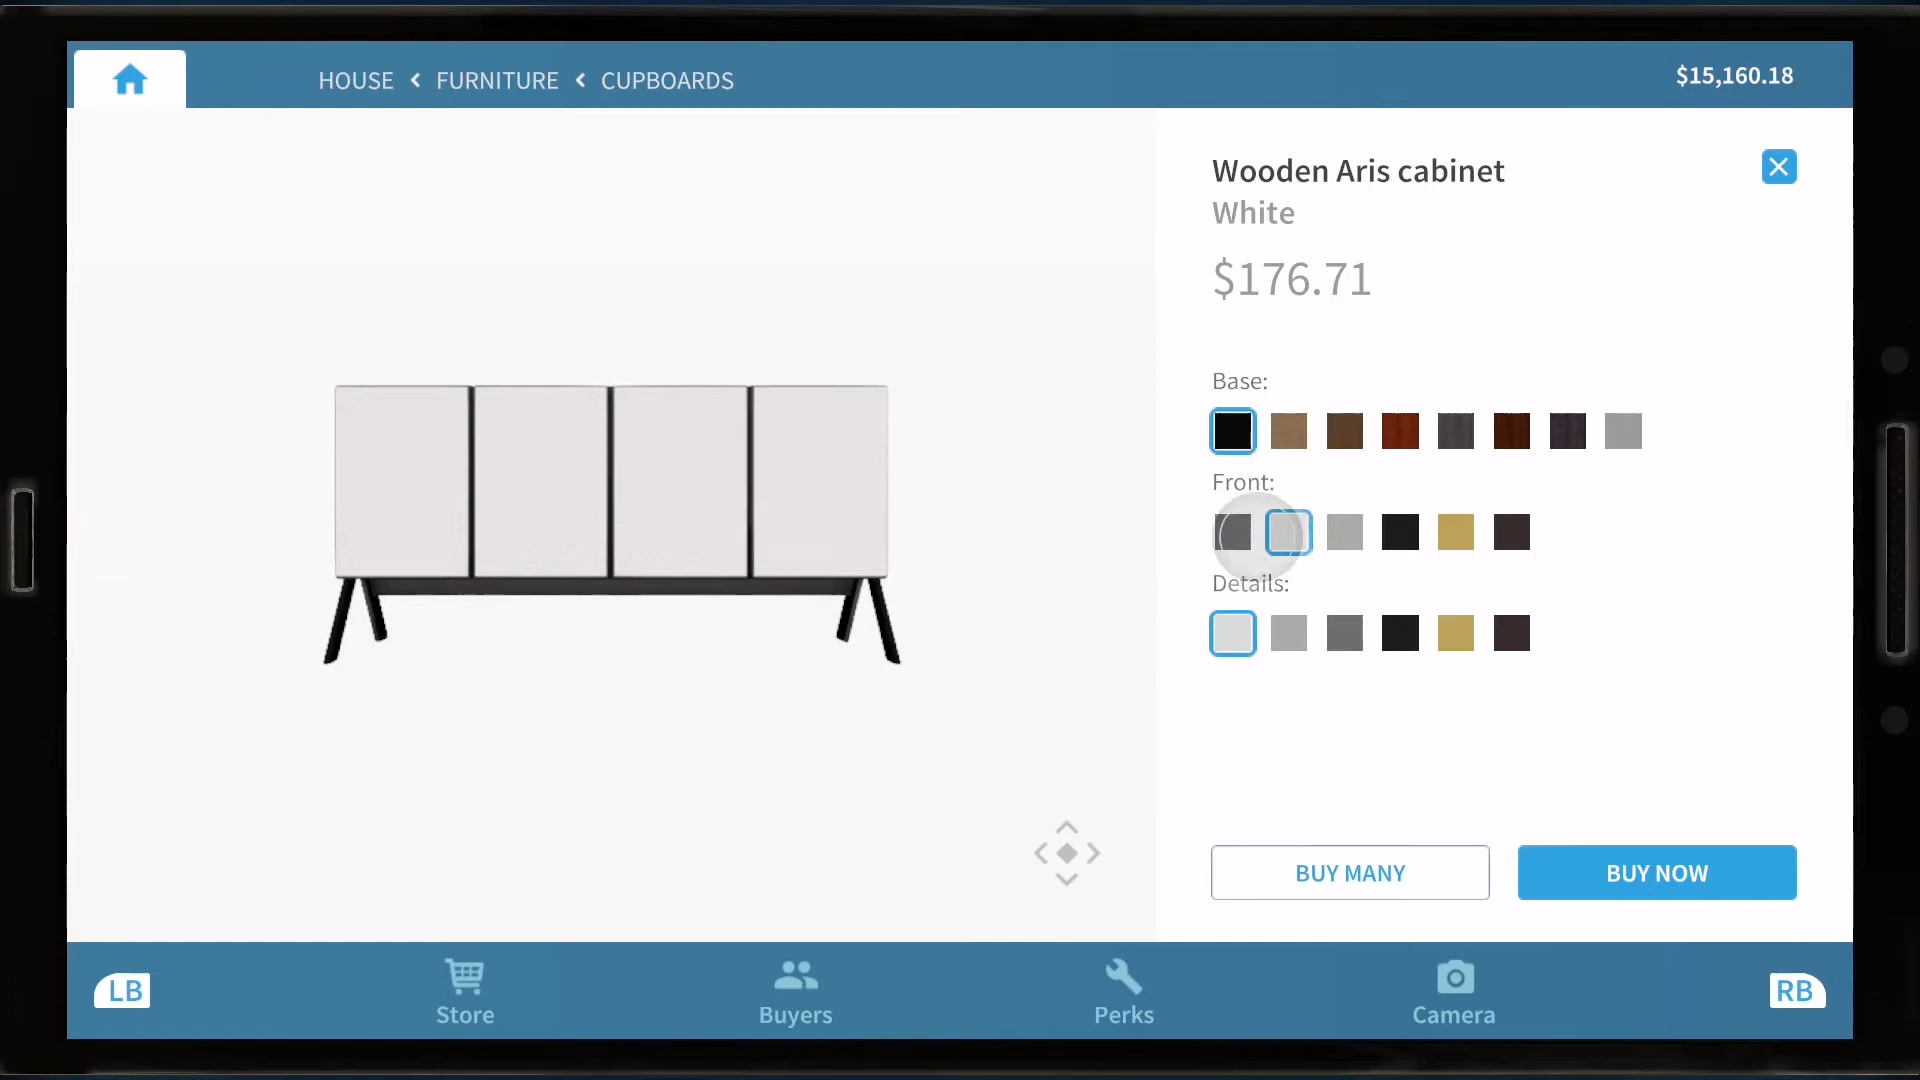 HOUSE < FURNITURE < CUPBOARDS
$15,160.18
Wooden Aris cabinet
White
$176.71
Base:
Front:
Details:
BUY MANY
BUY NOW
LB
Store
Buyers
Perks
Camera
RB